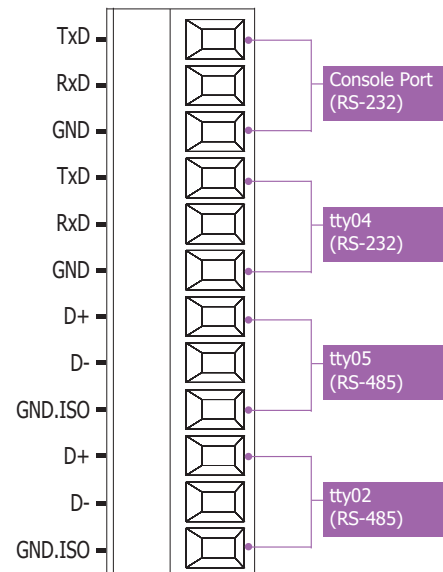 TxD
RxD
GND
Console Port
(RS-232)
TxD
RxD
GND
tty04
(RS-232)
D+
D-
GND.ISO
tty05
(RS-485)
D+
D-
GND.ISO
tty02
(RS-485)